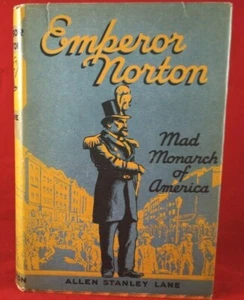 Emperor
Norton
Mad
Monarch
of
America
ALLEN STANLEY LANE